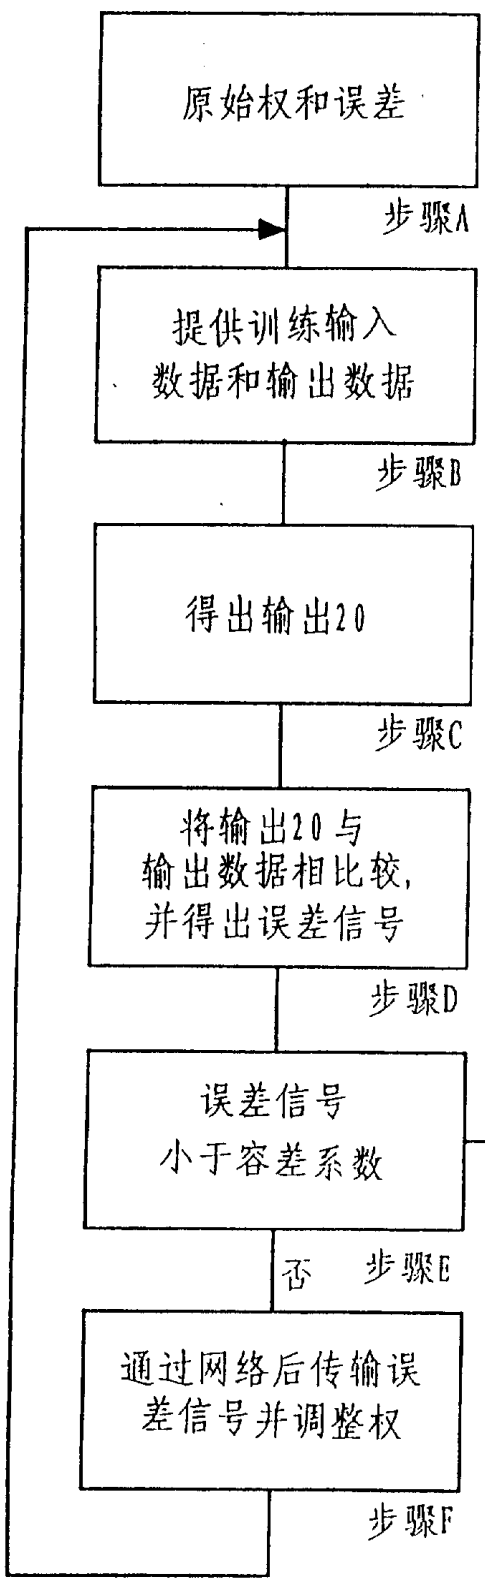 原始权和误差
步骤A
提供训练输入
数据和输出数据
步骤B
得出输出20
步骤C
将输出20与
输出数据相比较,
并得出误差信号
步骤D
误差信号
小于容差系数
否
步骤E
通过网络后传输误
差信号并调整权
步骤F